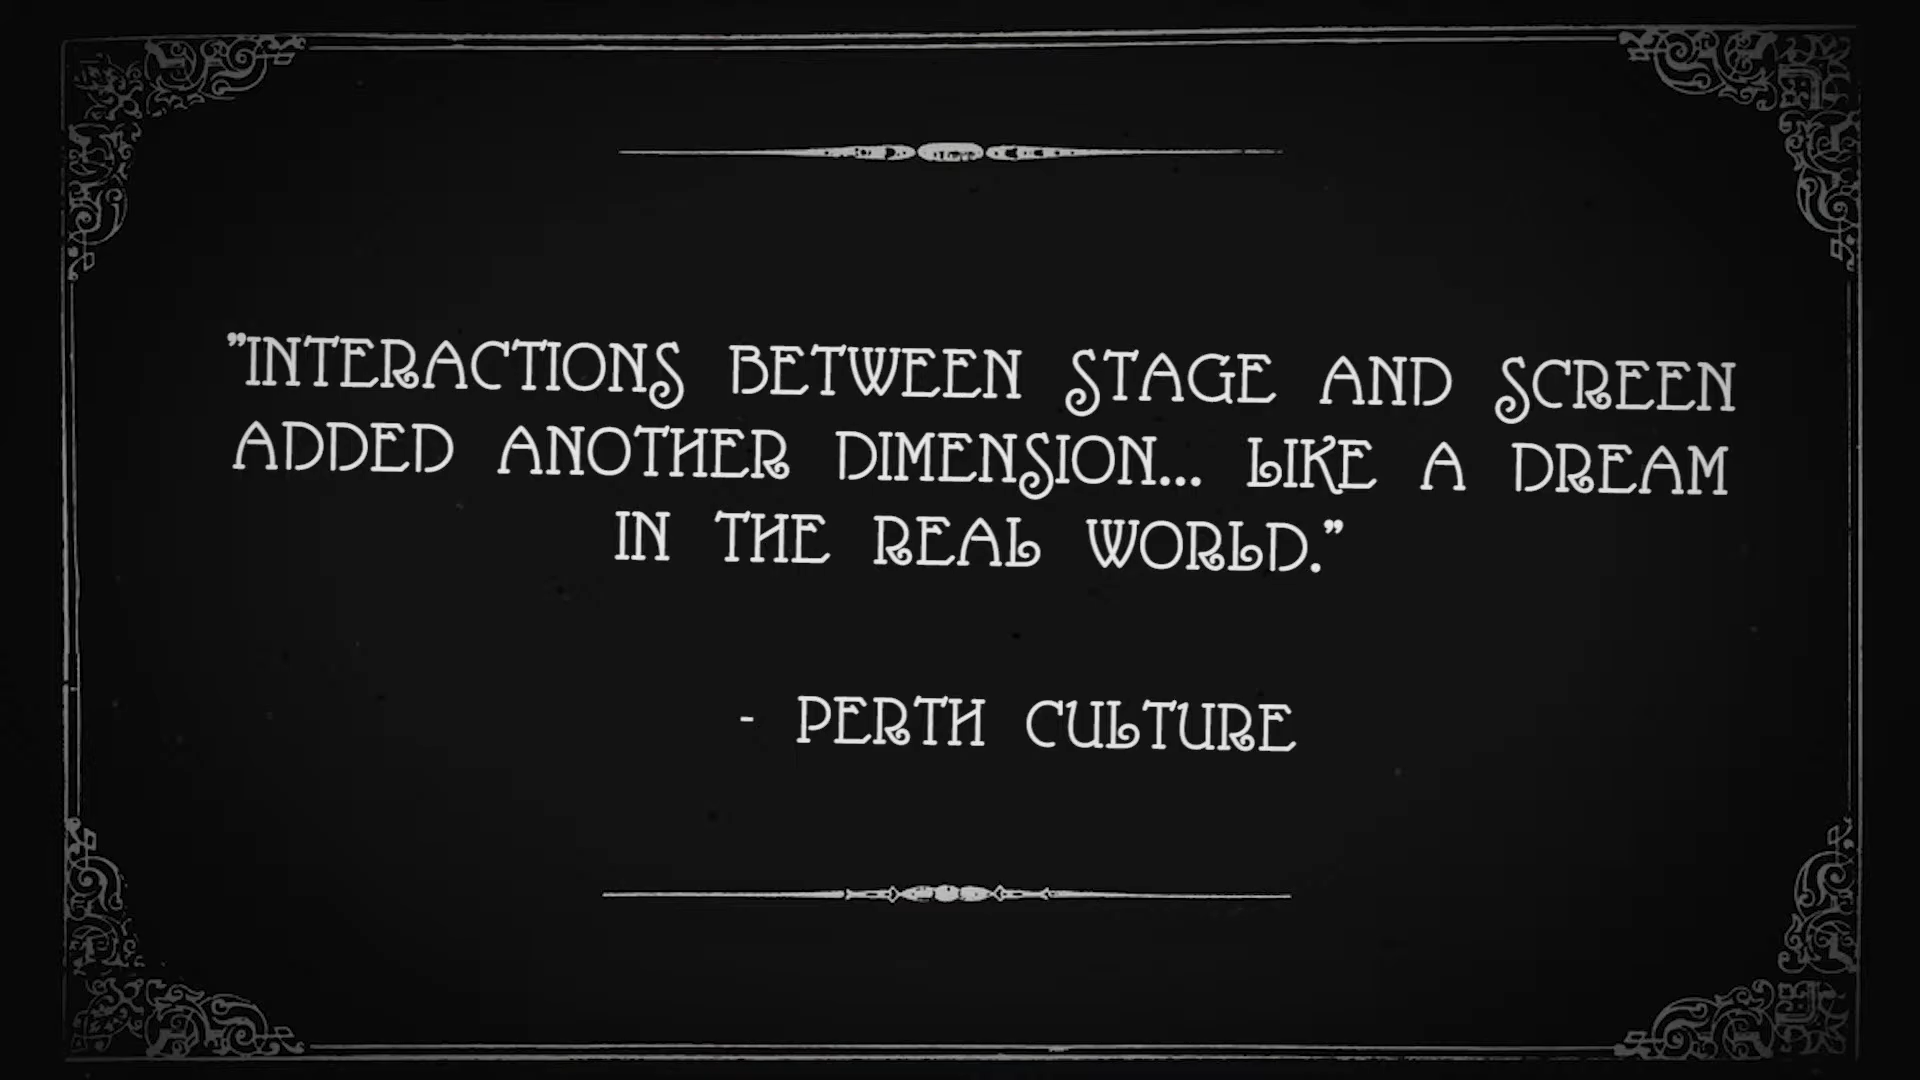 "INTERACTIONS BETWEEN STAGE AND SCREEN
ADDED ANOTHER DIMENSION... LIKE A DREAM
IN THE REAL WORLD."
- PERTH CULTURE